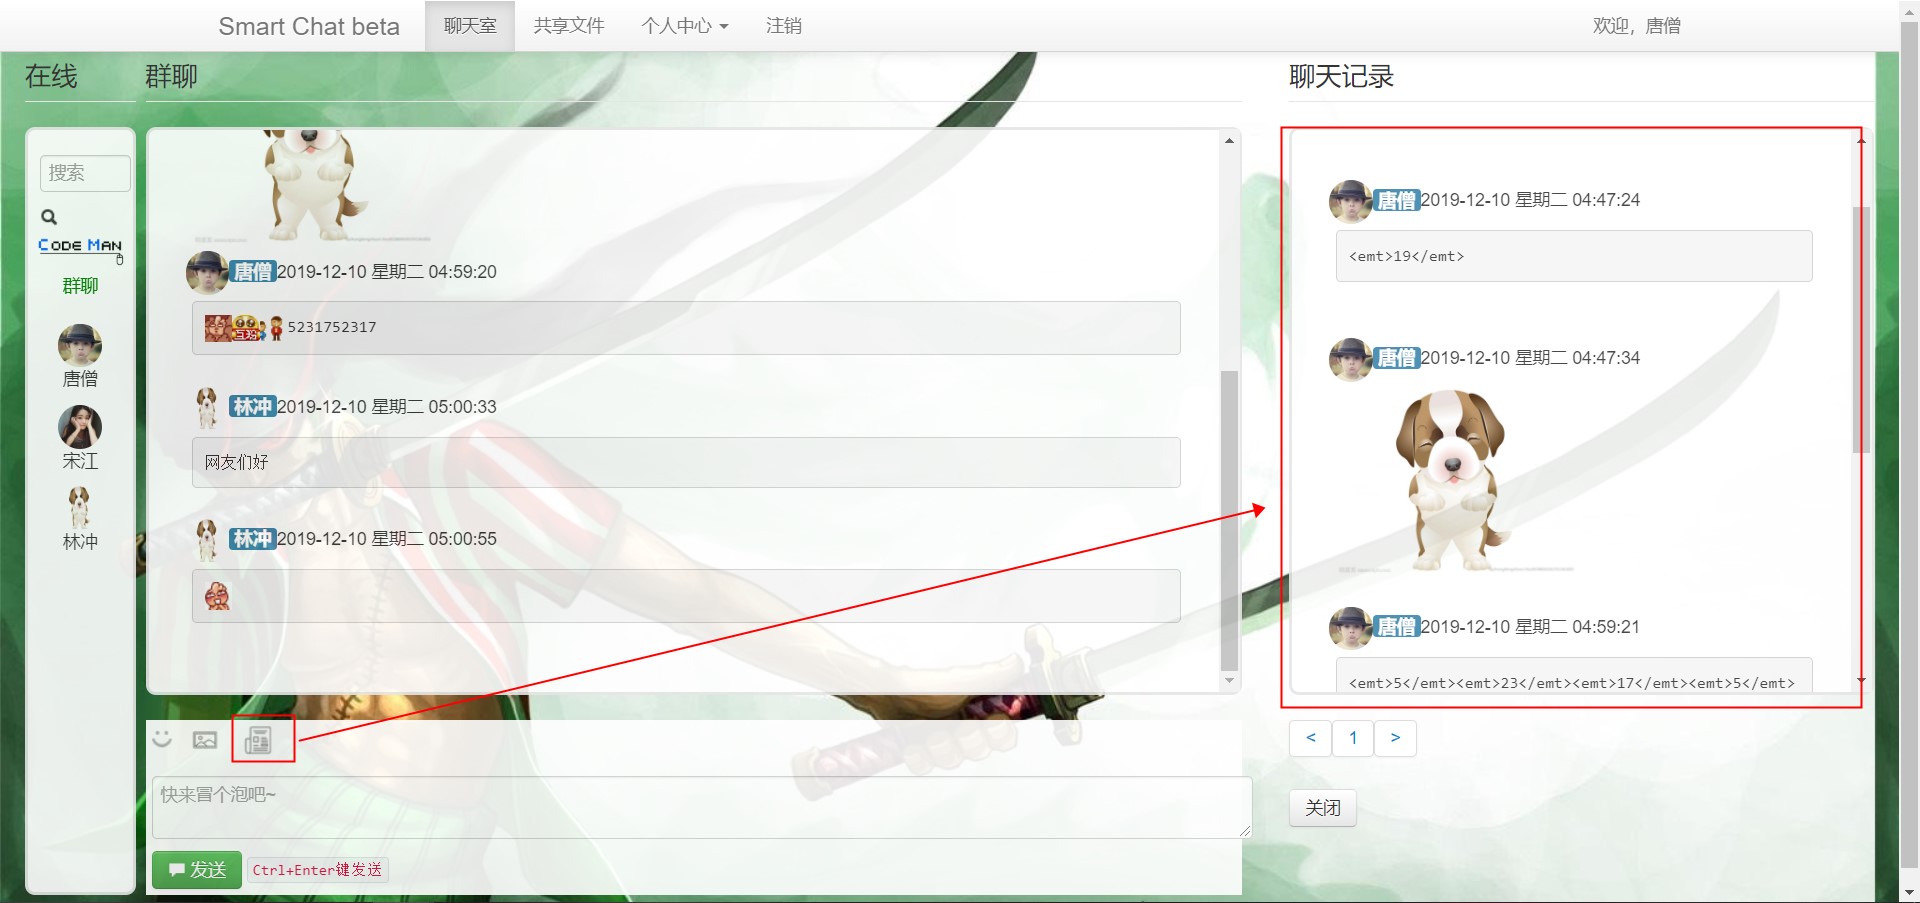 Smart Chat beta
聊天室
共享文件
个人中心
注销
欢迎，唐僧
在线
搜索
CODE MAN
群聊
唐僧
宋江
林冲
群聊
唐僧2019-12-10 星期二 04:59:20
5231752317
林冲2019-12-10 星期二 05:00:33
网友们好
林冲2019-12-10 星期二 05:00:55
快来冒个泡吧~
发送 Ctrl+Enter键发送
聊天记录
唐僧2019-12-10 星期二 04:47:24
<emt>19</emt>
唐僧2019-12-10 星期二 04:47:34
唐僧2019-12-10 星期二 04:59:21
<emt>5</emt><emt>23</emt><emt>17</emt><emt>5</emt>
< 1 >
关闭